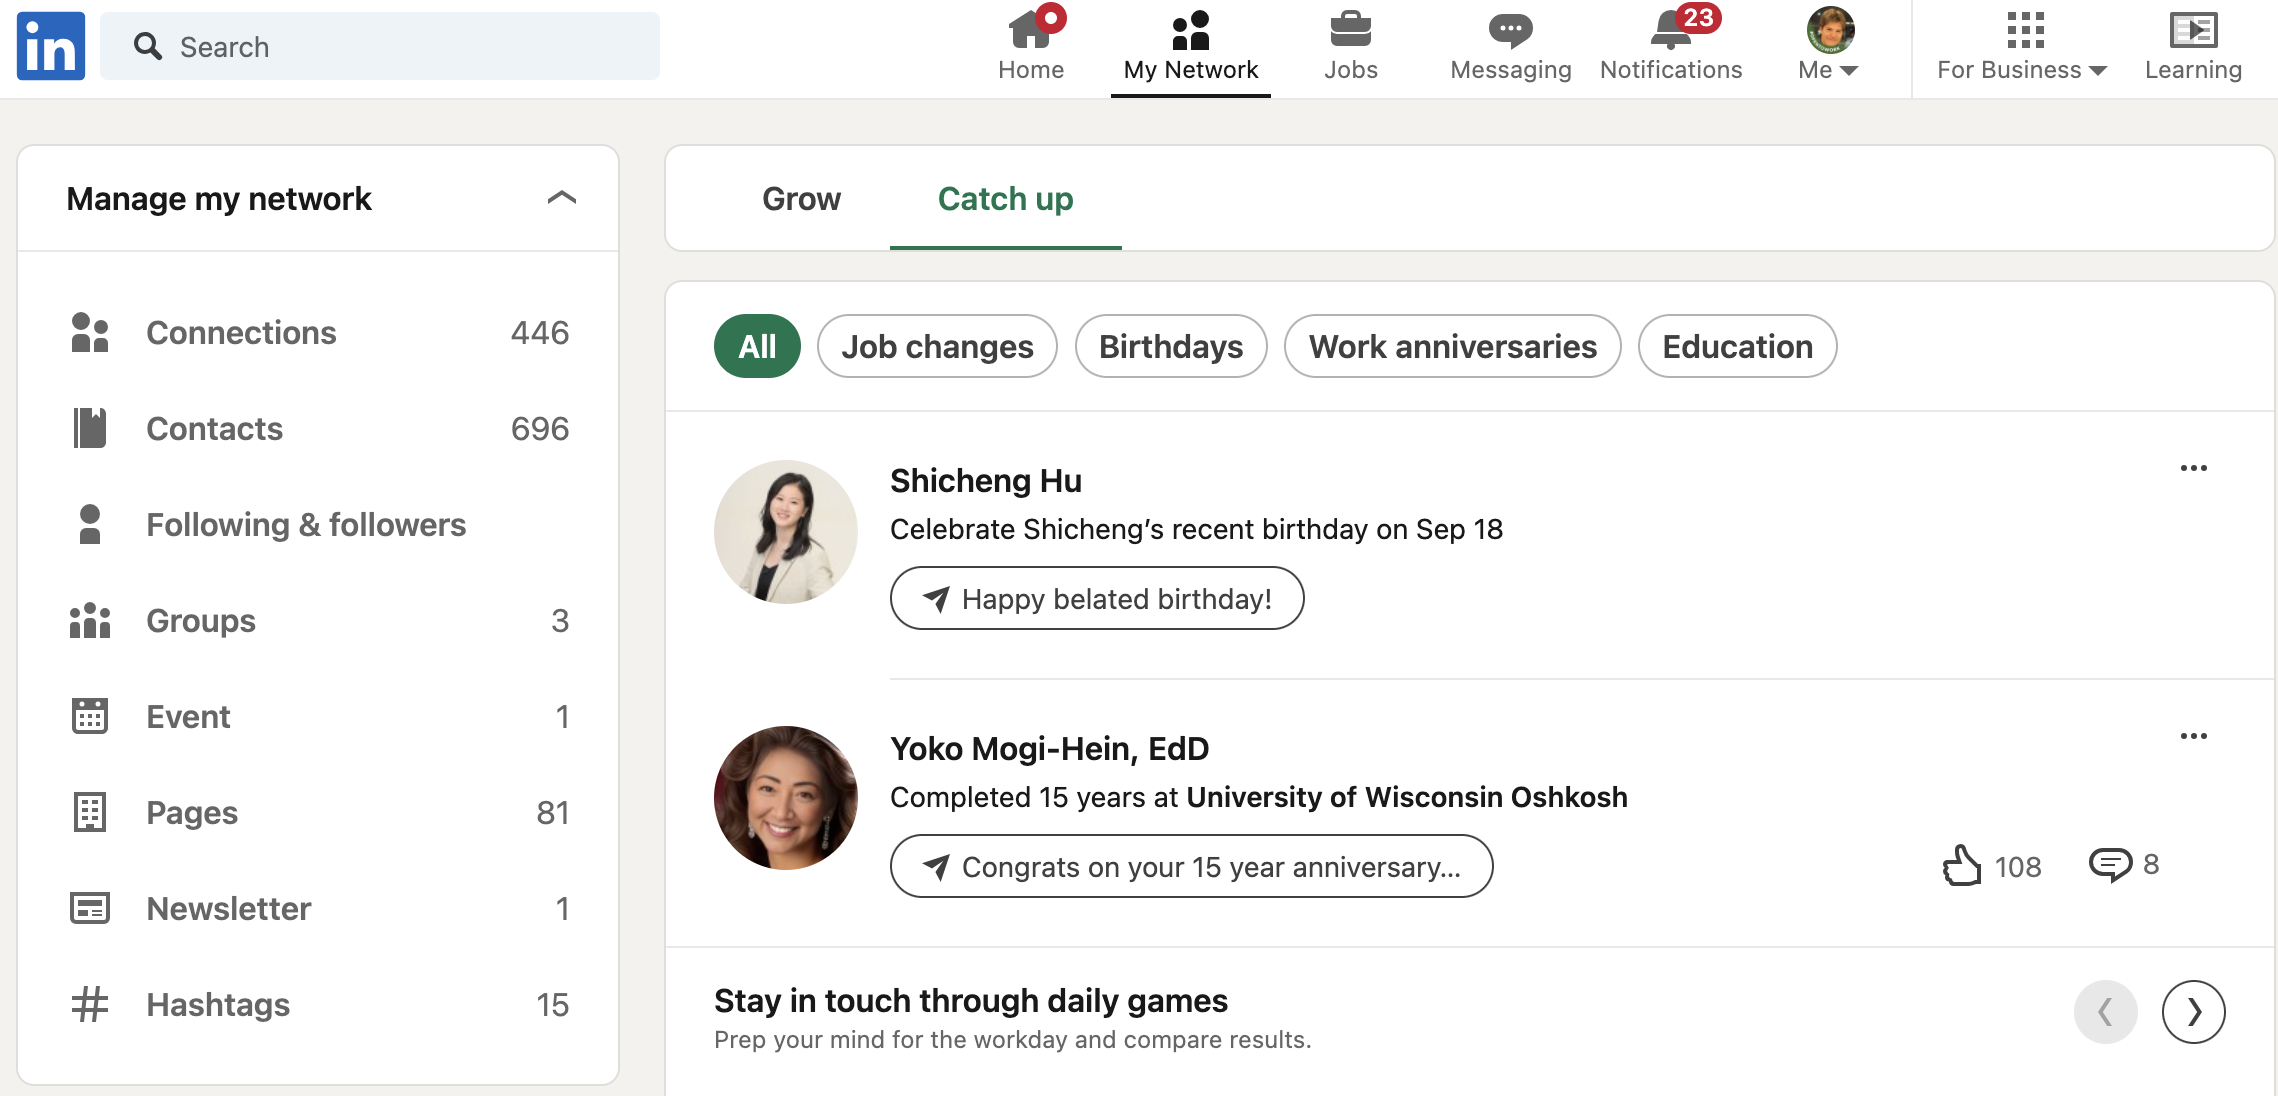 in
Search
Home
My Network
Jobs
Messaging
23
Notifications
Me
For Business
Learning
Manage my network
Connections 446
Contacts 696
Following & followers
Groups 3
Event 1
Pages 81
Newsletter 1
Hashtags 15
Grow
Catch up
All
Job changes
Birthdays
Work anniversaries
Education
Shicheng Hu
Celebrate Shicheng’s recent birthday on Sep 18
Happy belated birthday!
Yoko Mogi-Hein, EdD
Completed 15 years at University of Wisconsin Oshkosh
Congrats on your 15 year anniversary...
108
8
Stay in touch through daily games
Prep your mind for the workday and compare results.